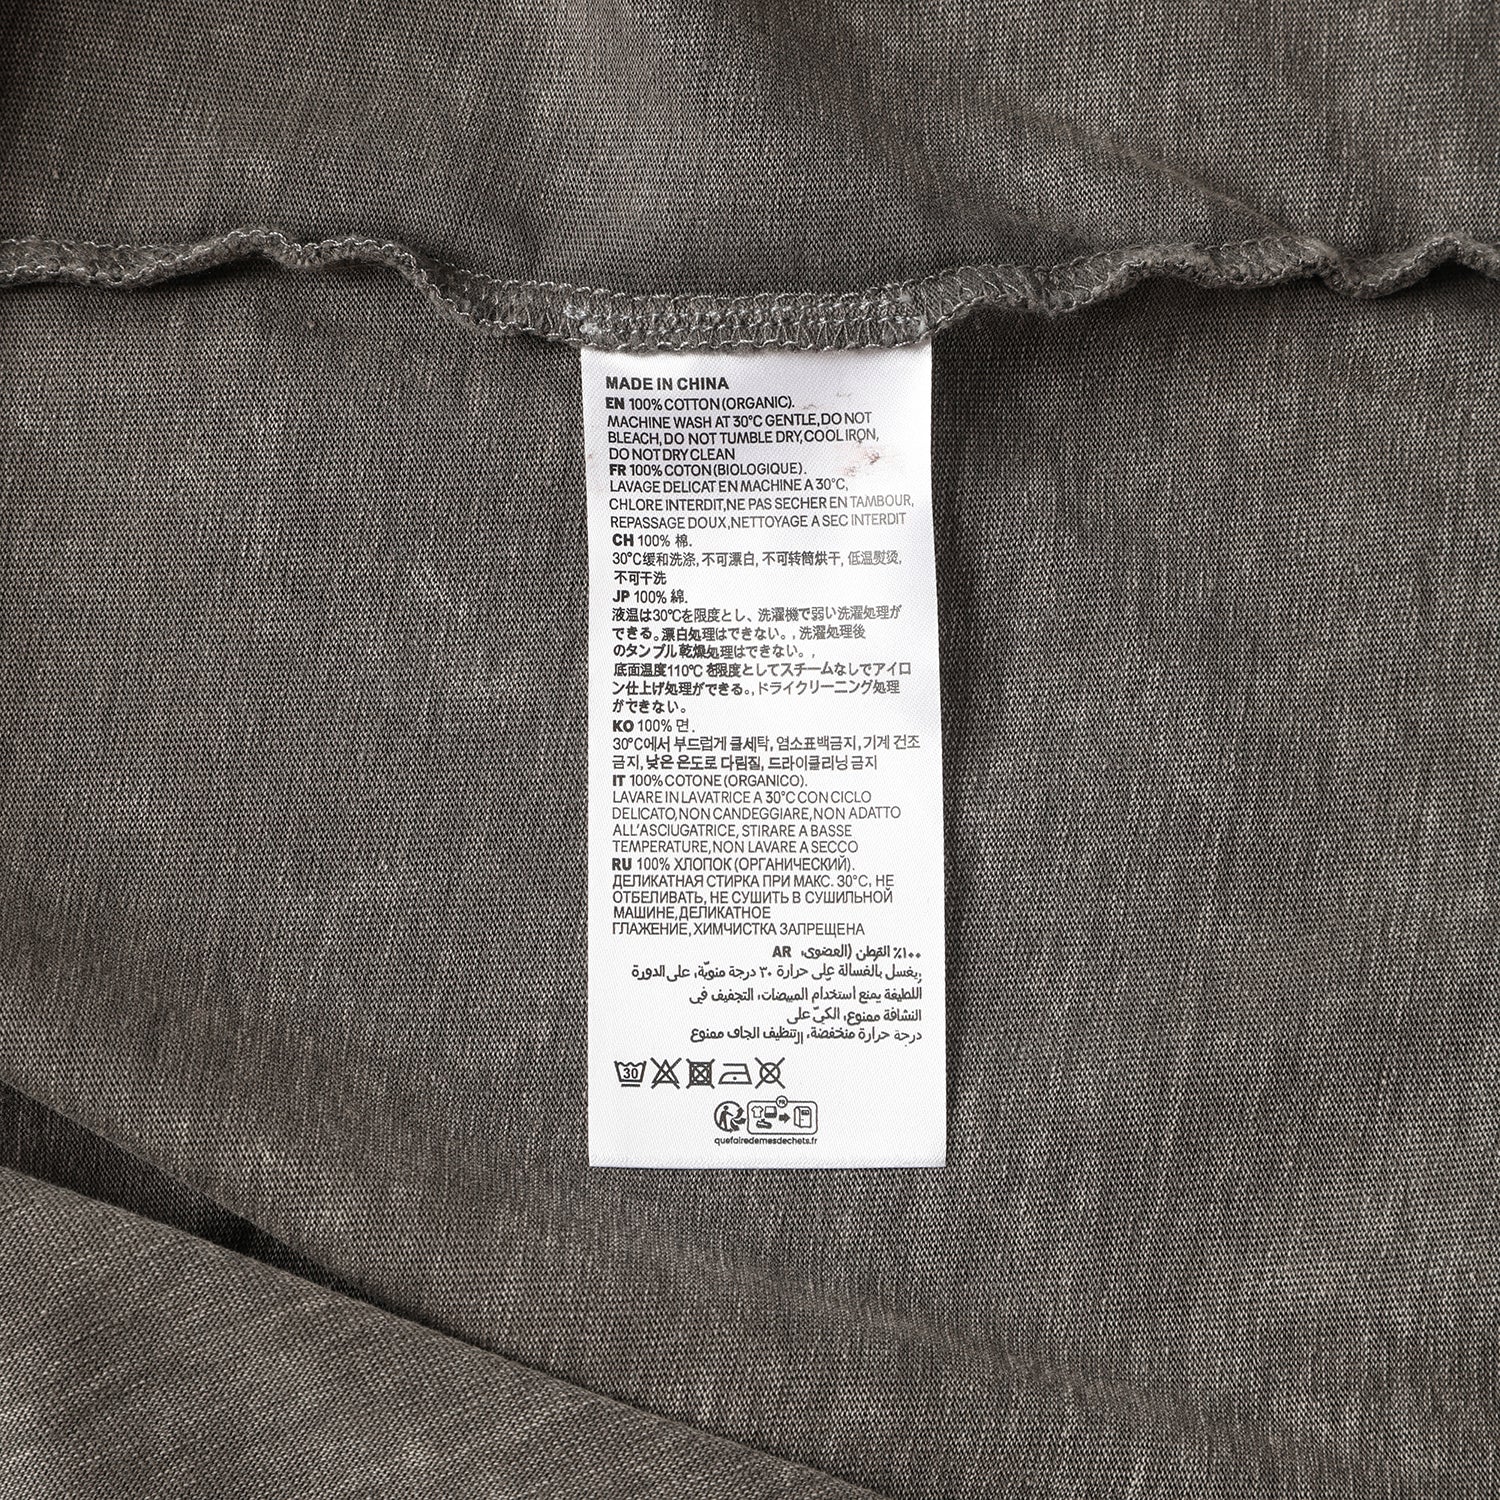 MADE IN CHINA
EN 100% COTTON (ORGANIC).
MACHINE WASH AT 30°C GENTLE, DO NOT
BLEACH, DO NOT TUMBLE DRY, COOL IRON,
DO NOT DRY CLEAN
FR 100% COTON (BIOLOGIQUE).
LAVAGE DELICAT EN MACHINE A 30°C,
CHLORE INTERDIT, NE PAS SECHER EN TAMBOUR,
REPASSAGE DOUX, NETTOYAGE A SEC INTERDIT
CH 100% 棉.
30°C缓和洗涤, 不可漂白, 不可转筒烘干, 低温熨烫,
不可干洗
JP 100% 綿.
液温は30℃を限度とし、洗濯機で弱い洗濯処理が
できる。漂白処理はできない。, 洗濯処理後
のタンブル乾燥処理はできない。,
底面温度110℃を限度としてスチームなしでアイロ
ン仕上げ処理ができる。, ドライクリーニング処理
ができない。
KO 100% 면.
30°C에서 부드럽게 쿨세탁, 염소표백금지, 기계 건조
금지, 낮은 온도로 다림질, 드라이클리닝 금지
IT 100% COTONE (ORGANICO).
LAVARE IN LAVATRICE A 30°C CON CICLO
DELICATO, NON CANDEGGIARE, NON ADATTO
ALL'ASCIUGATRICE, STIRARE A BASSE
TEMPERATURE, NON LAVARE A SECCO
RU 100% ХЛОПОК (ОРГАНИЧЕСКИЙ).
ДЕЛИКАТНАЯ СТИРКА ПРИ МАКС. 30°C, НЕ
ОТБЕЛИВАТЬ, НЕ СУШИТЬ В СУШИЛЬНОЙ
МАШИНЕ, ДЕЛИКАТНОЕ
ГЛАЖЕНИЕ, ХИМЧИСТКА ЗАПРЕЩЕНА
AR ١٠٠٪ القطن (العضوي،
يغسل بالغسالة على حرارة ٣٠ درجة مئوية، على الدورة
اللطيفة يمنع أستخدام المبيضات، التجفيف في
النشافة ممنوع، الكيّ على
درجة حرارة منخفضة، التنظيف الجاف ممنوع
30
FR
quefairedemesdechets.fr